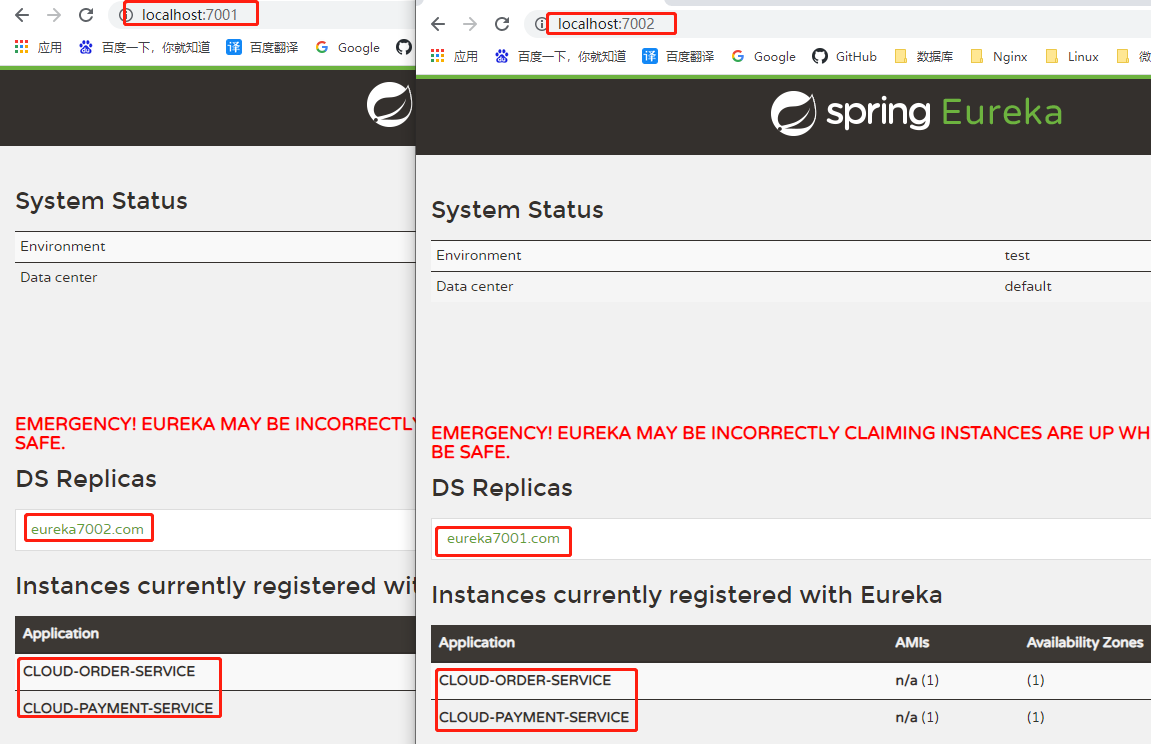 localhost:7001
应用
百度一下，你就知道
译 百度翻译
Google
System Status
Environment
Data center
EMERGENCY! EUREKA MAY BE INCORRECTLY
SAFE.
DS Replicas
eureka7002.com
Instances currently registered wit
Application
CLOUD-ORDER-SERVICE
CLOUD-PAYMENT-SERVICE
localhost:7002
应用
百度一下，你就知道
译 百度翻译
Google
GitHub
数据库
Nginx
Linux
微
spring Eureka
System Status
Environment test
Data center default
EMERGENCY! EUREKA MAY BE INCORRECTLY CLAIMING INSTANCES ARE UP WH
BE SAFE.
DS Replicas
eureka7001.com
Instances currently registered with Eureka
Application AMIs Availability Zones
CLOUD-ORDER-SERVICE n/a (1) (1)
CLOUD-PAYMENT-SERVICE n/a (1) (1)